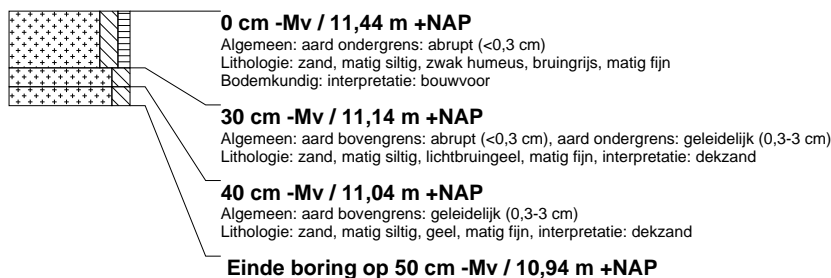 0 cm -Mv / 11,44 m +NAP
Algemeen: aard ondergrens: abrupt (<0,3 cm)
Lithologie: zand, matig siltig, zwak humeus, bruingrijs, matig fijn
Bodemkundig: interpretatie: bouwvoor
30 cm -Mv / 11,14 m +NAP
Algemeen: aard bovengrens: abrupt (<0,3 cm), aard ondergrens: geleidelijk (0,3-3 cm)
Lithologie: zand, matig siltig, lichtbruingeel, matig fijn, interpretatie: dekzand
40 cm -Mv / 11,04 m +NAP
Algemeen: aard bovengrens: geleidelijk (0,3-3 cm)
Lithologie: zand, matig siltig, geel, matig fijn, interpretatie: dekzand
Einde boring op 50 cm -Mv / 10,94 m +NAP